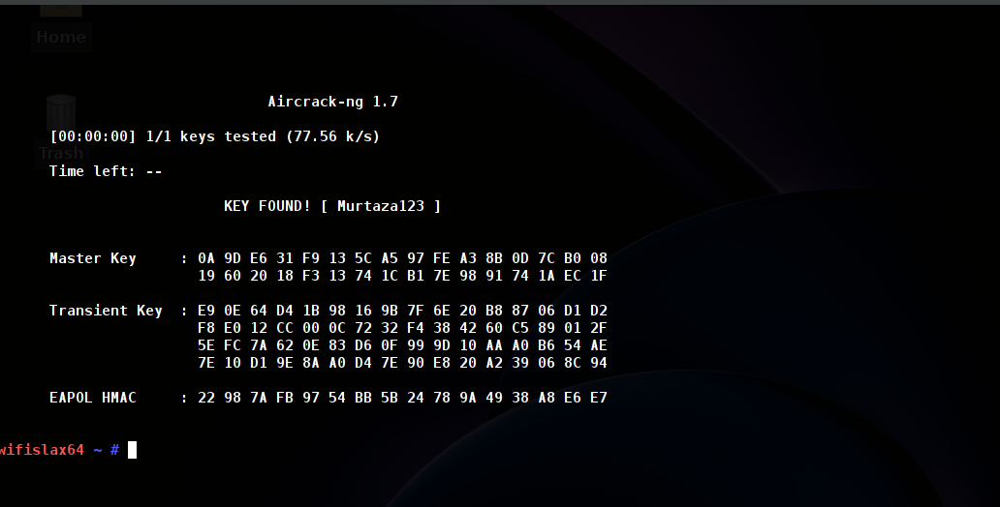 Home
Aircrack-ng 1.7
[00:00:00] 1/1 keys tested (77.56 k/s)
Trash
Time left: --
KEY FOUND! [ Murtaza123 ]
Master Key : 0A 9D E6 31 F9 13 5C A5 97 FE A3 8B 0D 7C B0 08
19 60 20 18 F3 13 74 1C B1 7E 98 91 74 1A EC 1F
Transient Key : E9 0E 64 D4 1B 98 16 9B 7F 6E 20 B8 87 06 D1 D2
F8 E0 12 CC 00 0C 72 32 F4 38 42 60 C5 89 01 2F
5E FC 7A 62 0E 83 D6 0F 99 9D 10 AA A0 B6 54 AE
7E 10 D1 9E 8A A0 D4 7E 90 E8 20 A2 39 06 8C 94
EAPOL HMAC : 22 98 7A FB 97 54 BB 5B 24 78 9A 49 38 A8 E6 E7
wifislax64 ~ #